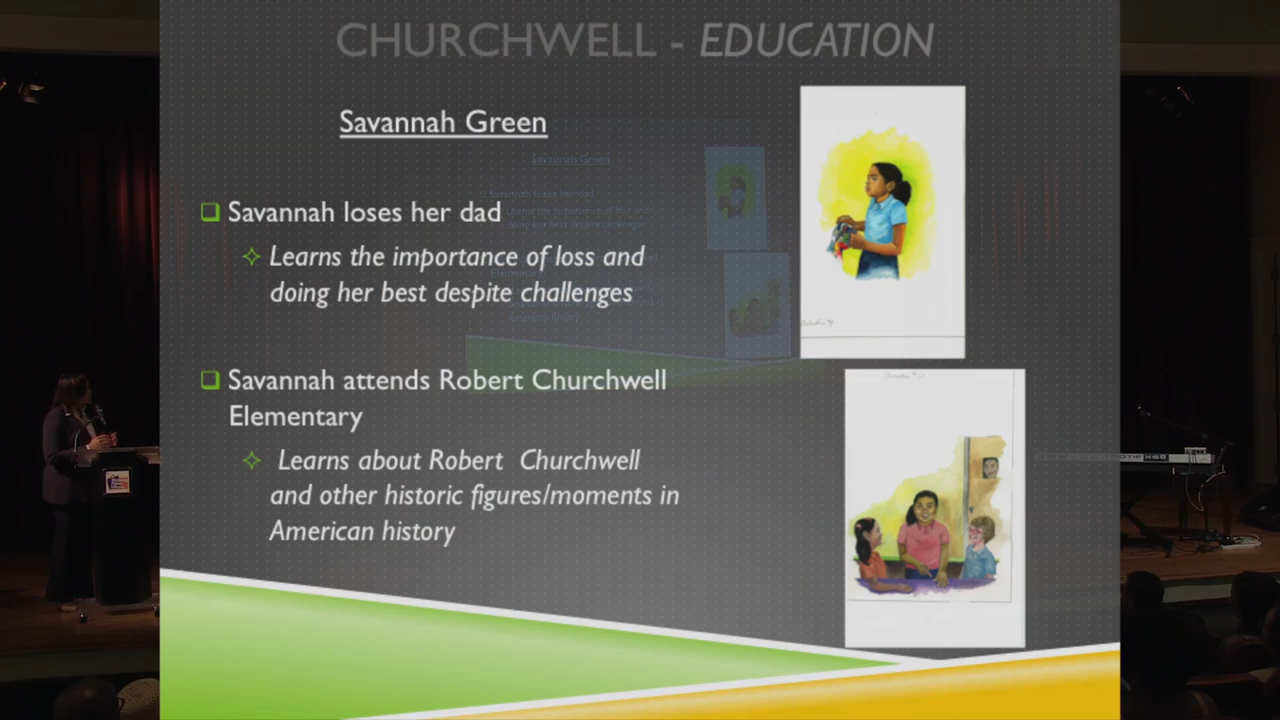 CHURCHWELL - EDUCATION
Savannah Green
Savannah loses her dad
Learns the importance of loss and
doing her best despite challenges
Savannah attends Robert Churchwell
Elementary
Learns about Robert Churchwell
and other historic figures/moments in
American history